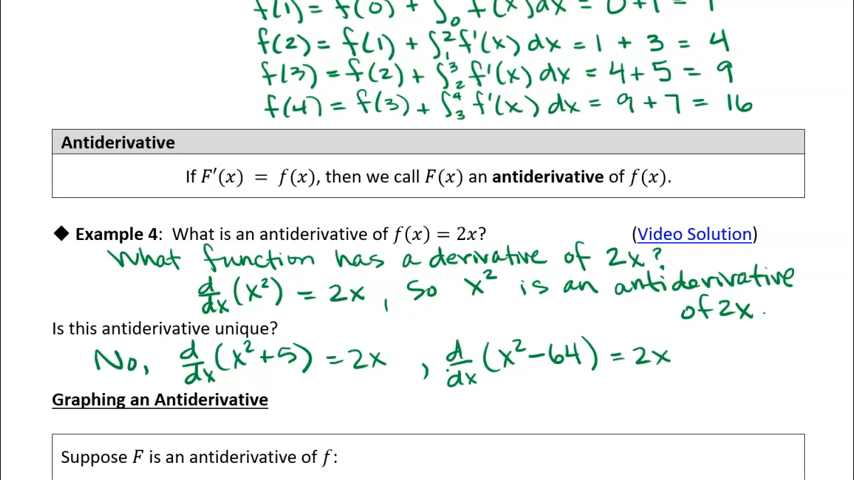 f(1) = f(0) + ∫₀ f'(x) dx = 0 + 1 = 1
f(2) = f(1) + ∫₁² f'(x) dx = 1 + 3 = 4
f(3) = f(2) + ∫₂³ f'(x) dx = 4 + 5 = 9
f(4) = f(3) + ∫₃⁴ f'(x) dx = 9 + 7 = 16
Antiderivative
If F′(x) = f(x), then we call F(x) an antiderivative of f(x).
◆ Example 4: What is an antiderivative of f(x) = 2x? (Video Solution)
What function has a derivative of 2x?
d/dx (x²) = 2x, so x² is an antiderivative
of 2x.
Is this antiderivative unique?
No, d/dx (x²+5) = 2x , d/dx (x²−64) = 2x
Graphing an Antiderivative
Suppose F is an antiderivative of f: